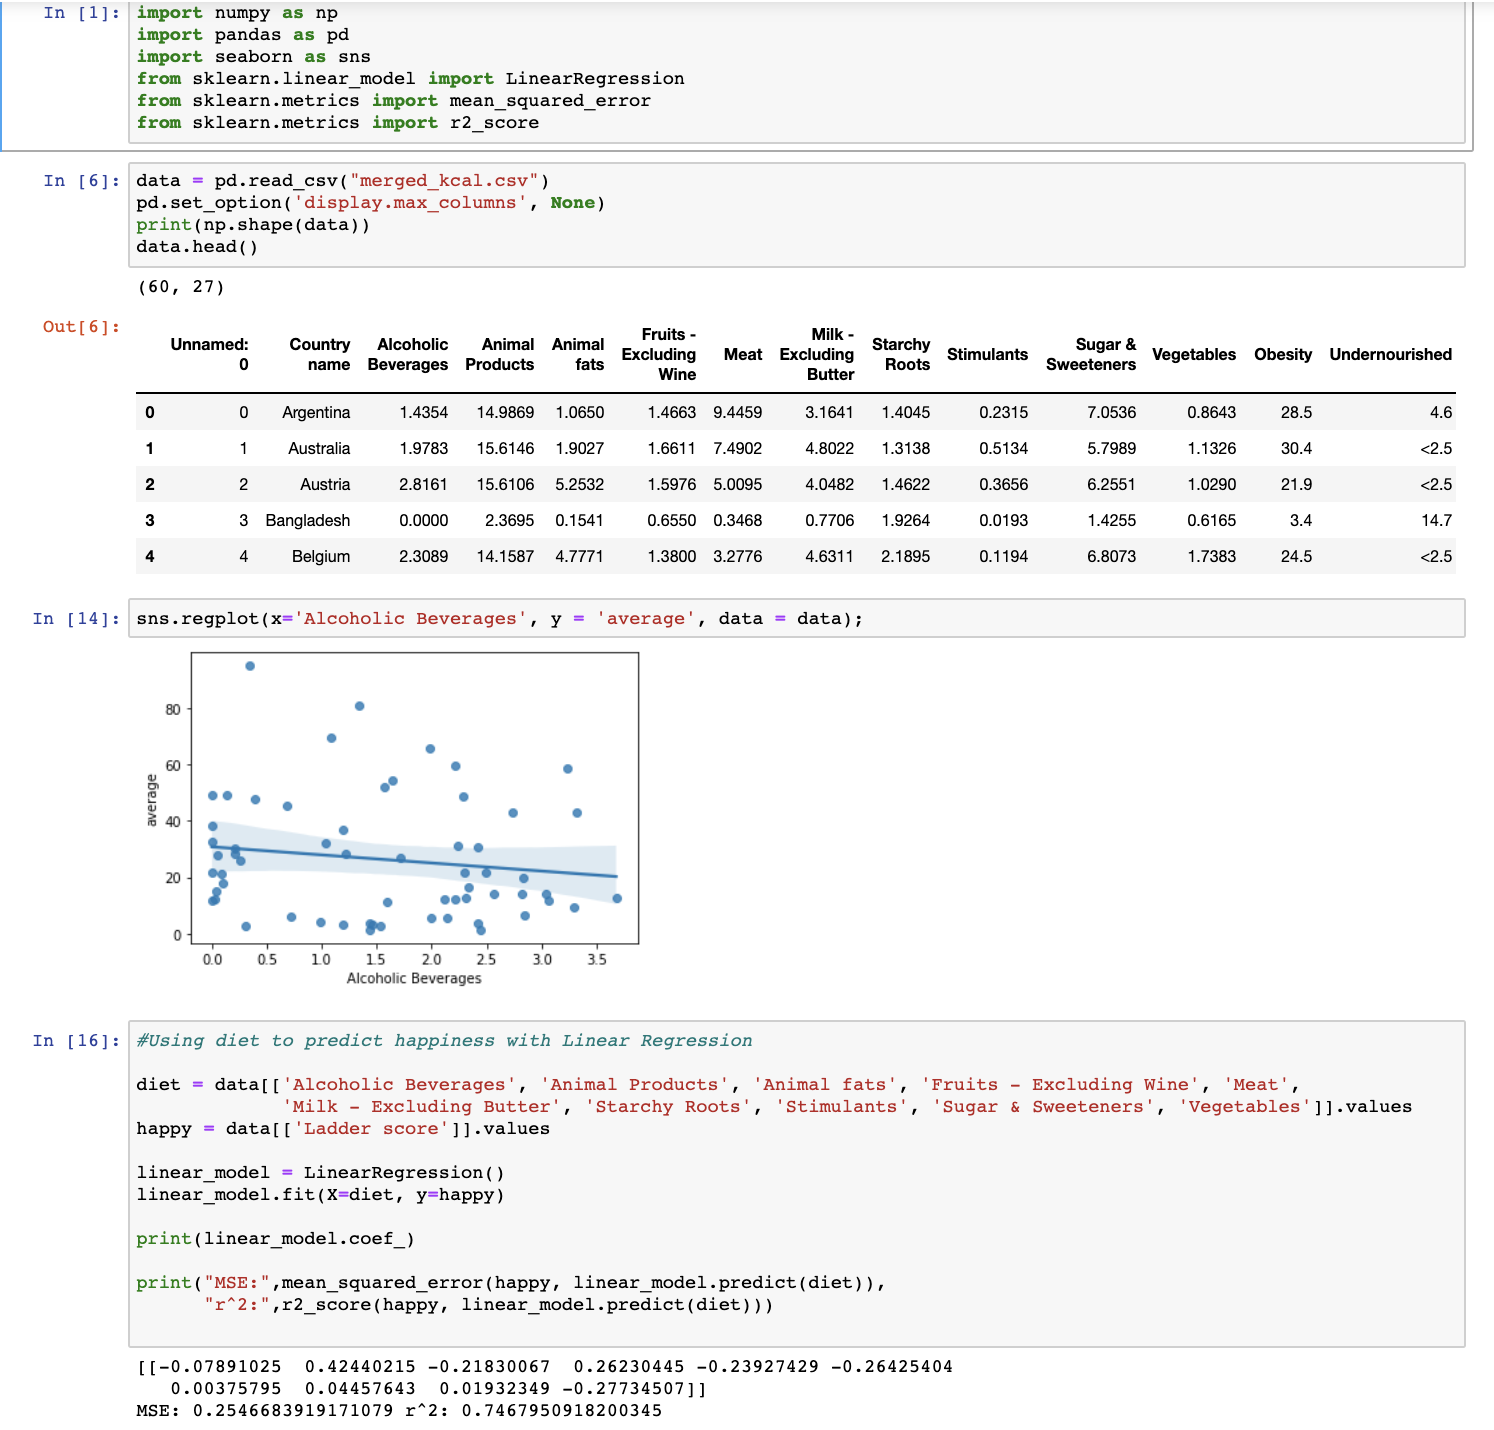 In [1]:
import numpy as np
import pandas as pd
import seaborn as sns
from sklearn.linear_model import LinearRegression
from sklearn.metrics import mean_squared_error
from sklearn.metrics import r2_score
In [6]:
data = pd.read_csv("merged_kcal.csv")
pd.set_option('display.max_columns', None)
print(np.shape(data))
data.head()
(60, 27)
Out[6]:
Unnamed: 0 Country name Alcoholic Beverages Animal Products Animal fats Fruits - Excluding Wine Meat Milk - Excluding Butter Starchy Roots Stimulants Sugar & Sweeteners Vegetables Obesity Undernourished
0 0 Argentina 1.4354 14.9869 1.0650 1.4663 9.4459 3.1641 1.4045 0.2315 7.0536 0.8643 28.5 4.6
1 1 Australia 1.9783 15.6146 1.9027 1.6611 7.4902 4.8022 1.3138 0.5134 5.7989 1.1326 30.4 <2.5
2 2 Austria 2.8161 15.6106 5.2532 1.5976 5.0095 4.0482 1.4622 0.3656 6.2551 1.0290 21.9 <2.5
3 3 Bangladesh 0.0000 2.3695 0.1541 0.6550 0.3468 0.7706 1.9264 0.0193 1.4255 0.6165 3.4 14.7
4 4 Belgium 2.3089 14.1587 4.7771 1.3800 3.2776 4.6311 2.1895 0.1194 6.8073 1.7383 24.5 <2.5
In [14]:
sns.regplot(x='Alcoholic Beverages', y = 'average', data = data);
80
60
40
20
0
average
0.0 0.5 1.0 1.5 2.0 2.5 3.0 3.5
Alcoholic Beverages
In [16]:
#Using diet to predict happiness with Linear Regression
diet = data[['Alcoholic Beverages', 'Animal Products', 'Animal fats', 'Fruits - Excluding Wine', 'Meat',
'Milk - Excluding Butter', 'Starchy Roots', 'Stimulants', 'Sugar & Sweeteners', 'Vegetables']].values
happy = data[['Ladder score']].values
linear_model = LinearRegression()
linear_model.fit(X=diet, y=happy)
print(linear_model.coef_)
print("MSE:",mean_squared_error(happy, linear_model.predict(diet)),
"r^2:",r2_score(happy, linear_model.predict(diet)))
[[-0.07891025 0.42440215 -0.21830067 0.26230445 -0.23927429 -0.26425404
0.00375795 0.04457643 0.01932349 -0.27734507]]
MSE: 0.2546683919171079 r^2: 0.7467950918200345